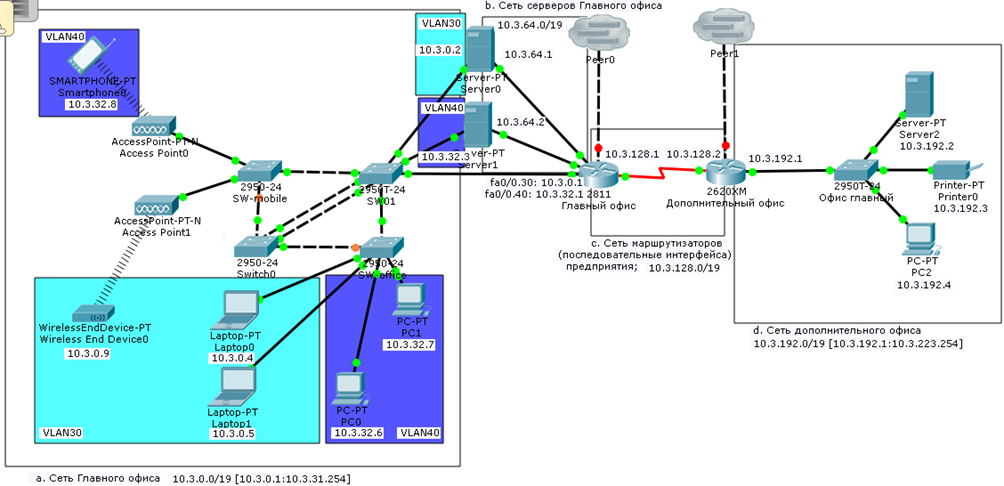 b. Сеть серверов Главного офиса
VLAN40
SMARTPHONE-PT
Smartphone0
10.3.32.8
AccessPoint-PT-N
Access Point0
AccessPoint-PT-N
Access Point1
2950-24
SW-mobile
2950-24
Switch0
2950T-24
SW01
2950-24
SW-office
VLAN30
10.3.0.2
10.3.64.0/19
10.3.64.1
Server-PT
Server0
VLAN40
10.3.64.2
10.3.32.3
Server1
Peer0
Peer1
10.3.128.1
10.3.128.2
10.3.192.1
fa0/0.30: 10.3.0.1
fa0/0.40: 10.3.32.1
2811
Главный офис
2620XM
Дополнительный офис
c. Сеть маршрутизаторов
(последовательные интерфейса)
предприятия; 10.3.128.0/19
Server-PT
Server2
10.3.192.2
2950T-24
Офис главный
Printer-PT
Printer0
10.3.192.3
PC-PT
PC2
10.3.192.4
d. Сеть дополнительного офиса
10.3.192.0/19 [10.3.192.1:10.3.223.254]
WirelessEndDevice-PT
Wireless End Device0
10.3.0.9
Laptop-PT
Laptop0
10.3.0.4
Laptop-PT
Laptop1
10.3.0.5
PC-PT
PC1
10.3.32.7
PC-PT
PC0
10.3.32.6
VLAN30
VLAN40
a. Сеть Главного офиса 10.3.0.0/19 [10.3.0.1:10.3.31.254]